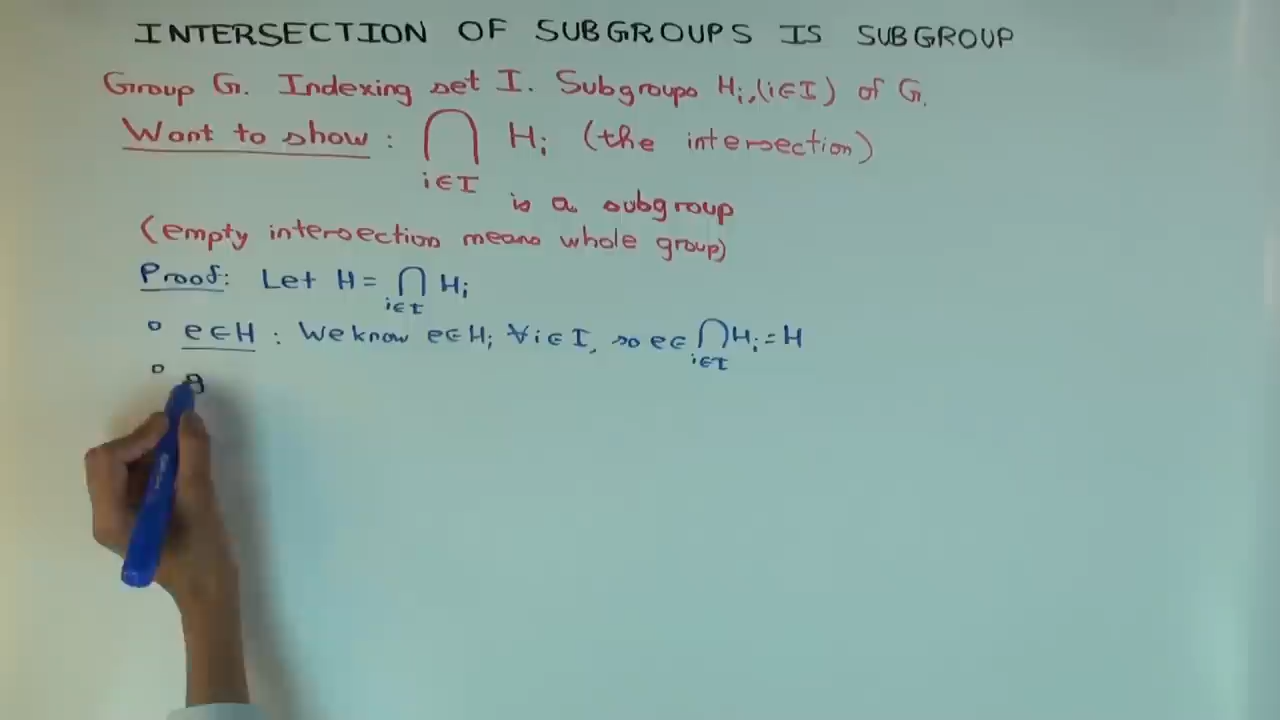 INTERSECTION OF SUBGROUPS IS SUBGROUP
Group G. Indexing set I. Subgroups Hᵢ, (i∈I) of G.
Want to show: ⋂ Hᵢ (the intersection)
i∈I
is a subgroup
(empty intersection means whole group)
Proof: Let H = ⋂ Hᵢ
i∈I
° e∈H : We know e∈Hᵢ ∀i∈I, so e∈⋂Hᵢ = H
i∈I
° g